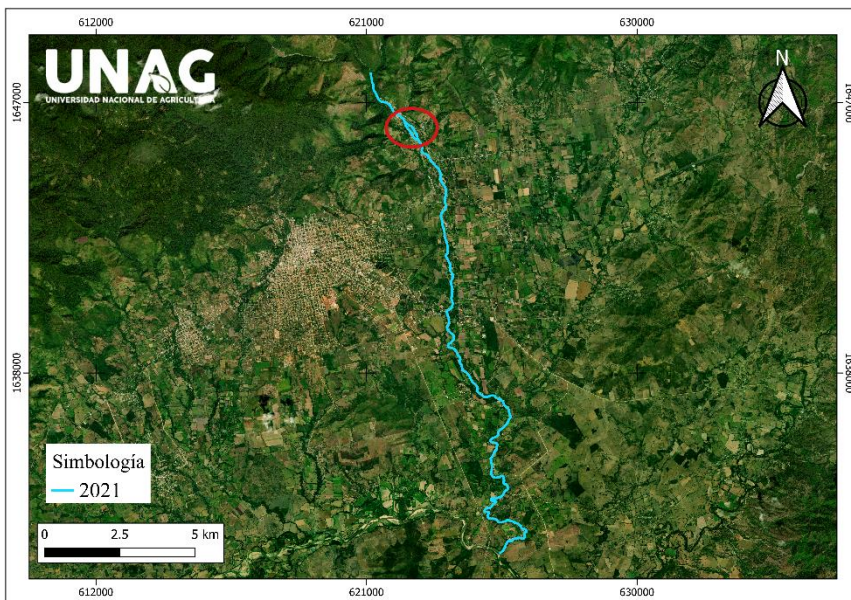 612000 621000 630000
UNAG
UNIVERSIDAD NACIONAL DE AGRICULTURA
N
1647000 1647000
1638000 1638000
Simbología
2021
0 2.5 5 km
612000 621000 630000